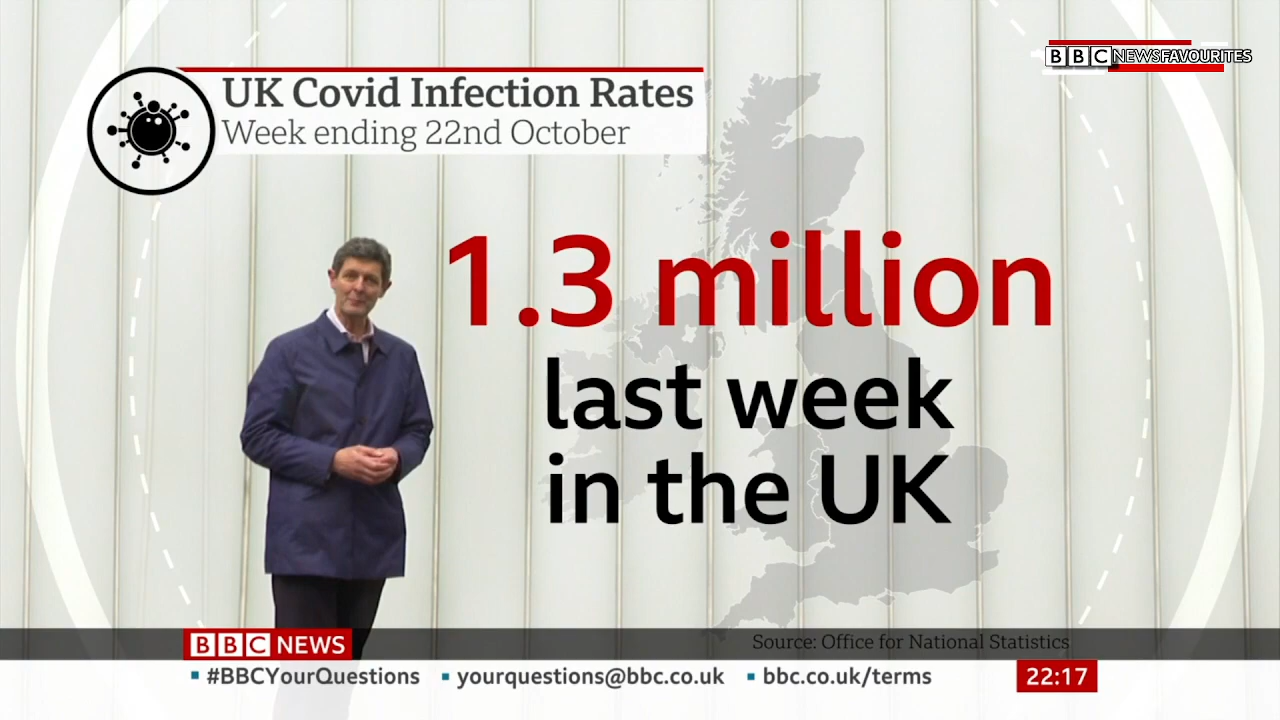 BBC NEWSFAVOURITES
UK Covid Infection Rates
Week ending 22nd October
1.3 million
last week
in the UK
Source: Office for National Statistics
BBC NEWS
#BBCYourQuestions
yourquestions@bbc.co.uk
bbc.co.uk/terms
22:17